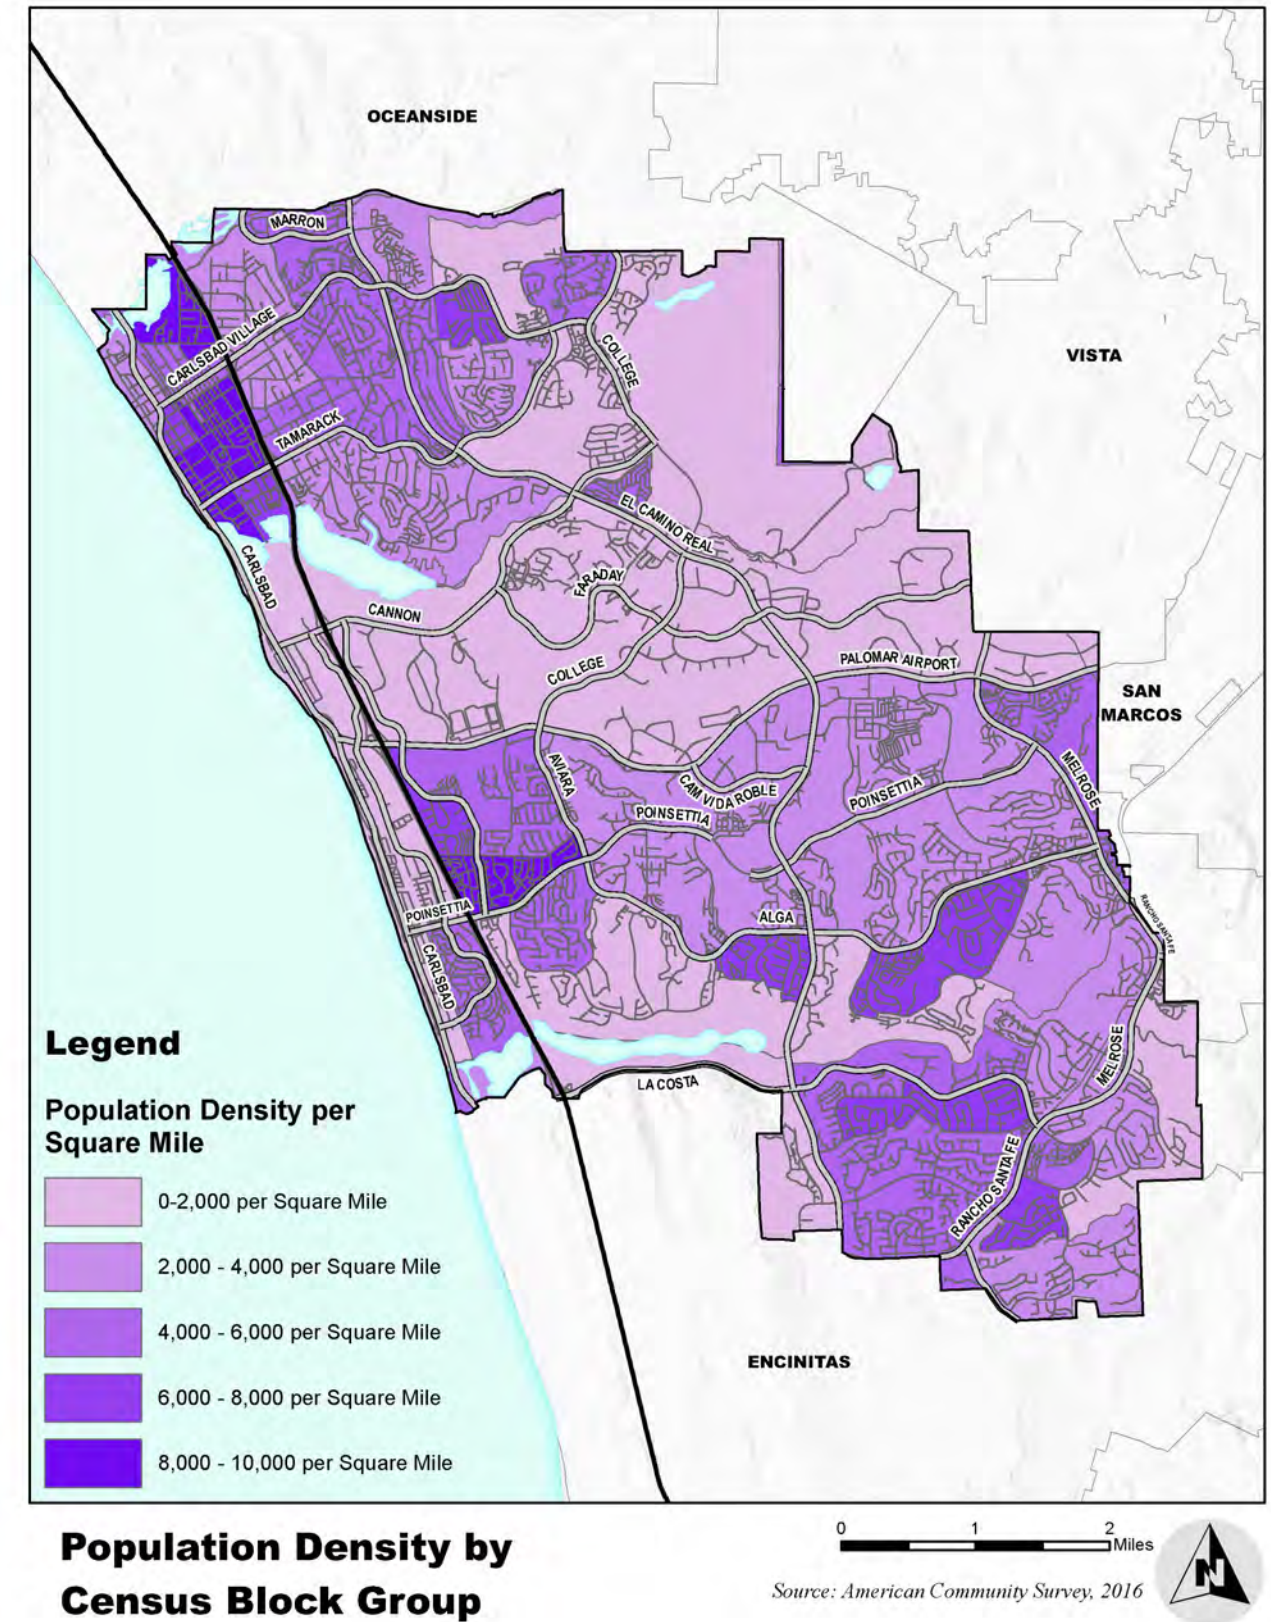 OCEANSIDE
MARRON
CARLSBAD VILLAGE
COLLEGE
VISTA
TAMARACK
EL CAMINO REAL
CARLSBAD
FARADAY
CANNON
COLLEGE
PALOMAR AIRPORT
SAN
MARCOS
AVIARA
MELROSE
CAM VIDA ROBLE
POINSETTIA
POINSETTIA
POINSETTIA
ALGA
RANCHO SANTA FE
CARLSBAD
MELROSE
LA COSTA
RANCHO SANTA FE
ENCINITAS
Legend
Population Density per
Square Mile
0-2,000 per Square Mile
2,000 - 4,000 per Square Mile
4,000 - 6,000 per Square Mile
6,000 - 8,000 per Square Mile
8,000 - 10,000 per Square Mile
Population Density by
Census Block Group
0 1 2
Miles
Source: American Community Survey, 2016
N